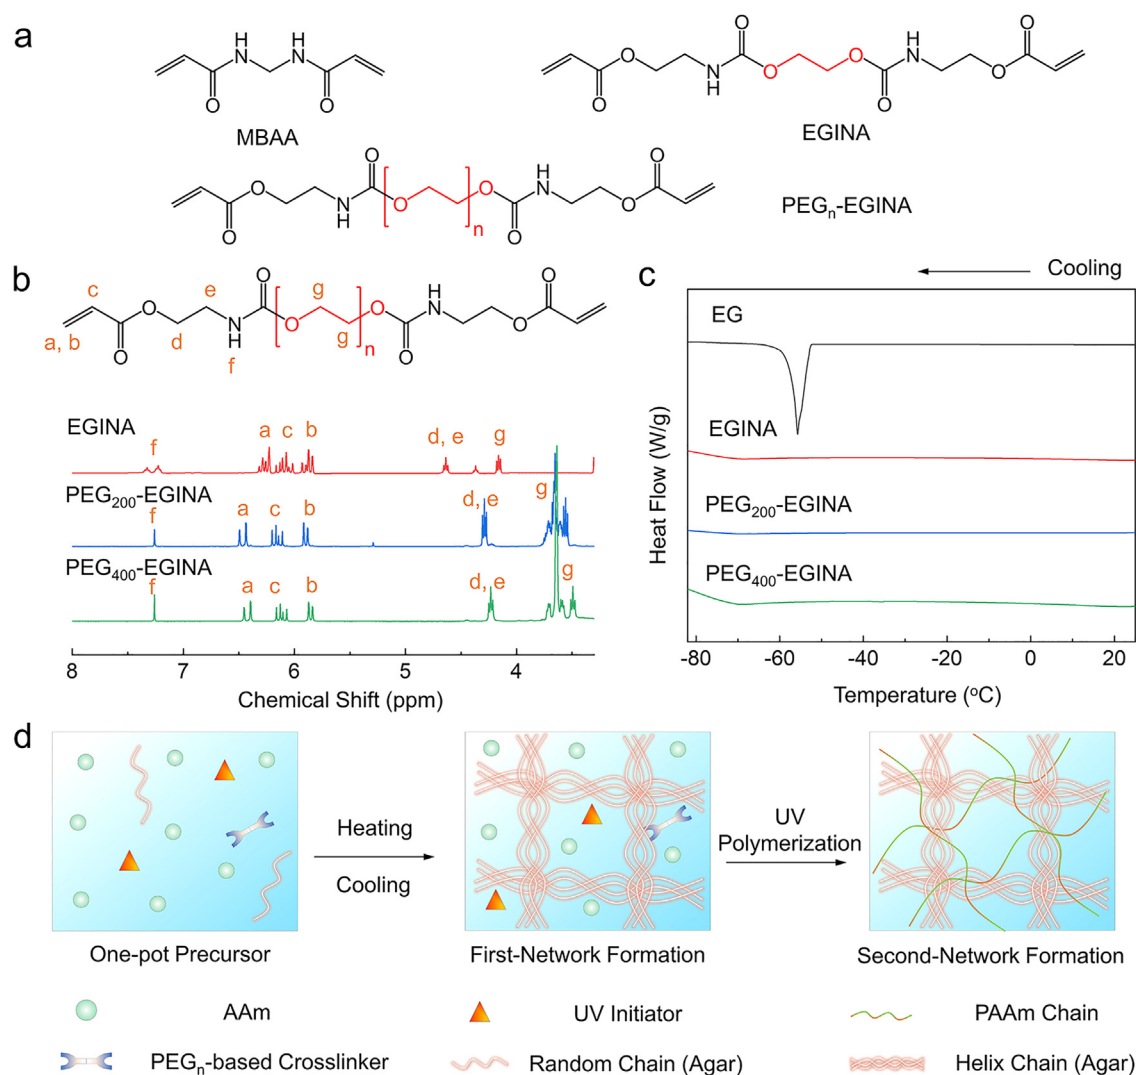 a
H
N
H
N
O
O
MBAA
O
O
N
H
O
O
O
O
H
N
O
O
EGINA
O
O
N
H
O
O
n
O
O
H
N
O
O
PEGn-EGINA
b
c
O
e
N
H
f
a, b
O
d
O
O
g
g
n
O
O
H
N
O
O
EGINA
f
a
c
b
d, e
g
PEG200-EGINA
f
a
c
b
d, e
g
PEG400-EGINA
f
a
c
b
d, e
g
8
7
6
5
4
Chemical Shift (ppm)
c
Cooling
EG
EGINA
PEG200-EGINA
PEG400-EGINA
Heat Flow (W/g)
-80
-60
-40
-20
0
20
Temperature (oC)
d
Heating
Cooling
UV
Polymerization
One-pot Precursor
First-Network Formation
Second-Network Formation
AAm
UV Initiator
PAAm Chain
PEGn-based Crosslinker
Random Chain (Agar)
Helix Chain (Agar)